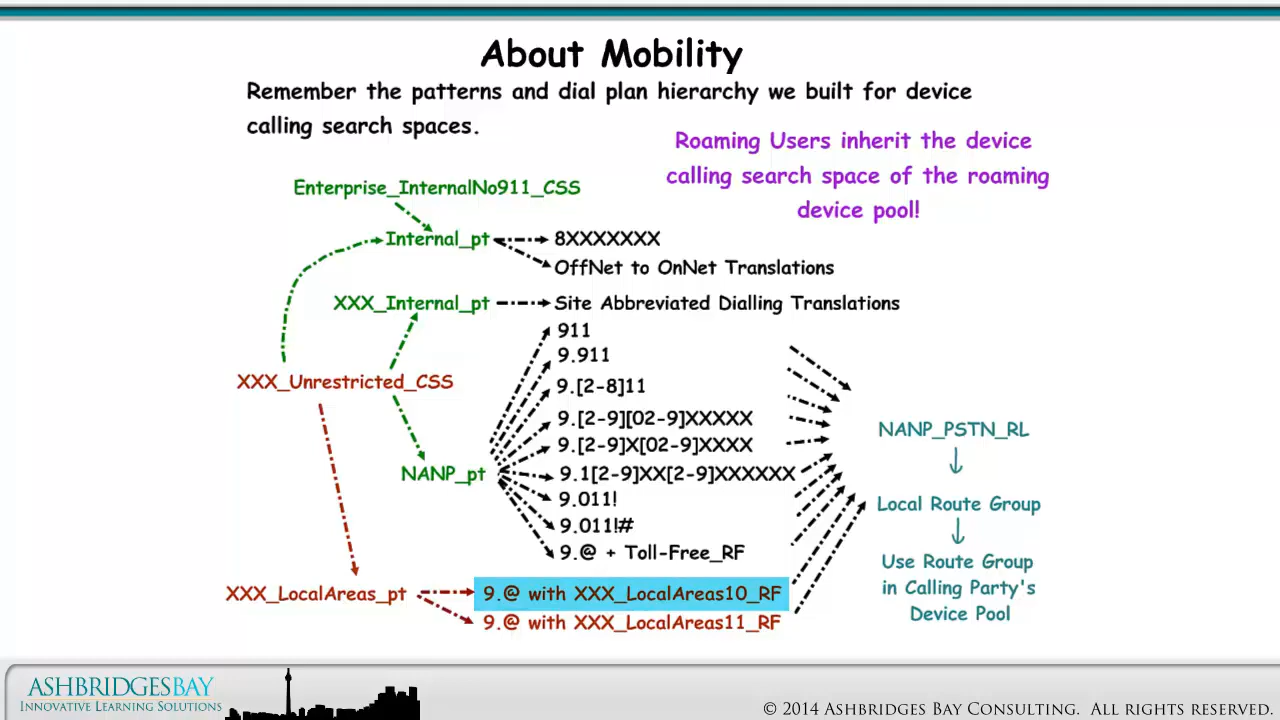 About Mobility
Remember the patterns and dial plan hierarchy we built for device
calling search spaces.
Roaming Users inherit the device
calling search space of the roaming
device pool!
Enterprise_InternalNo911_CSS
Internal_pt
8XXXXXXX
OffNet to OnNet Translations
XXX_Internal_pt
Site Abbreviated Dialling Translations
911
9.911
XXX_Unrestricted_CSS
9.[2-8]11
9.[2-9][02-9]XXXXX
9.[2-9]X[02-9]XXXX
NANP_pt
9.1[2-9]XX[2-9]XXXXXX
9.011!
9.011!#
9.@ + Toll-Free_RF
NANP_PSTN_RL
Local Route Group
Use Route Group
in Calling Party's
Device Pool
XXX_LocalAreas_pt
9.@ with XXX_LocalAreas10_RF
9.@ with XXX_LocalAreas11_RF
ASHBRIDGESBAY
INNOVATIVE LEARNING SOLUTIONS
© 2014 ASHBRIDGES BAY CONSULTING. ALL RIGHTS RESERVED.